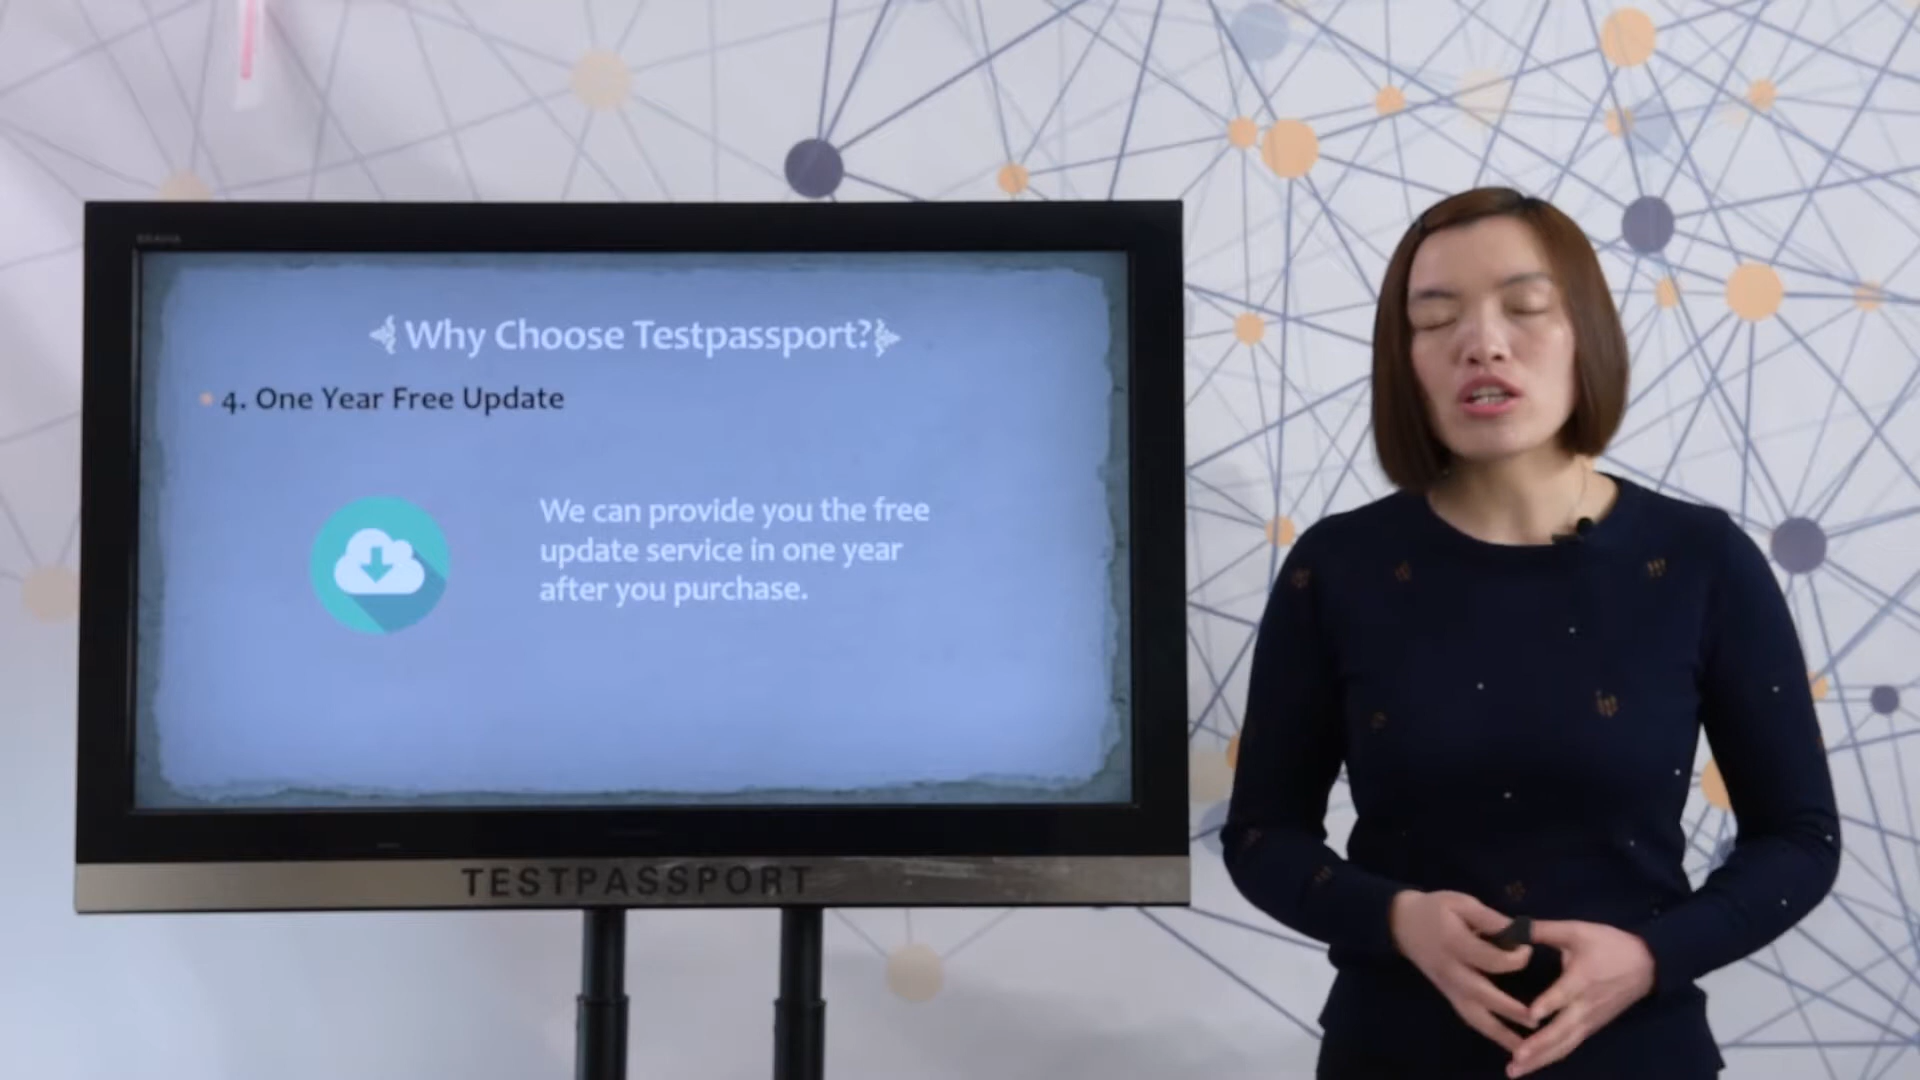 BRAVIA
Why Choose Testpassport?
4. One Year Free Update
We can provide you the free
update service in one year
after you purchase.
TESTPASSPORT